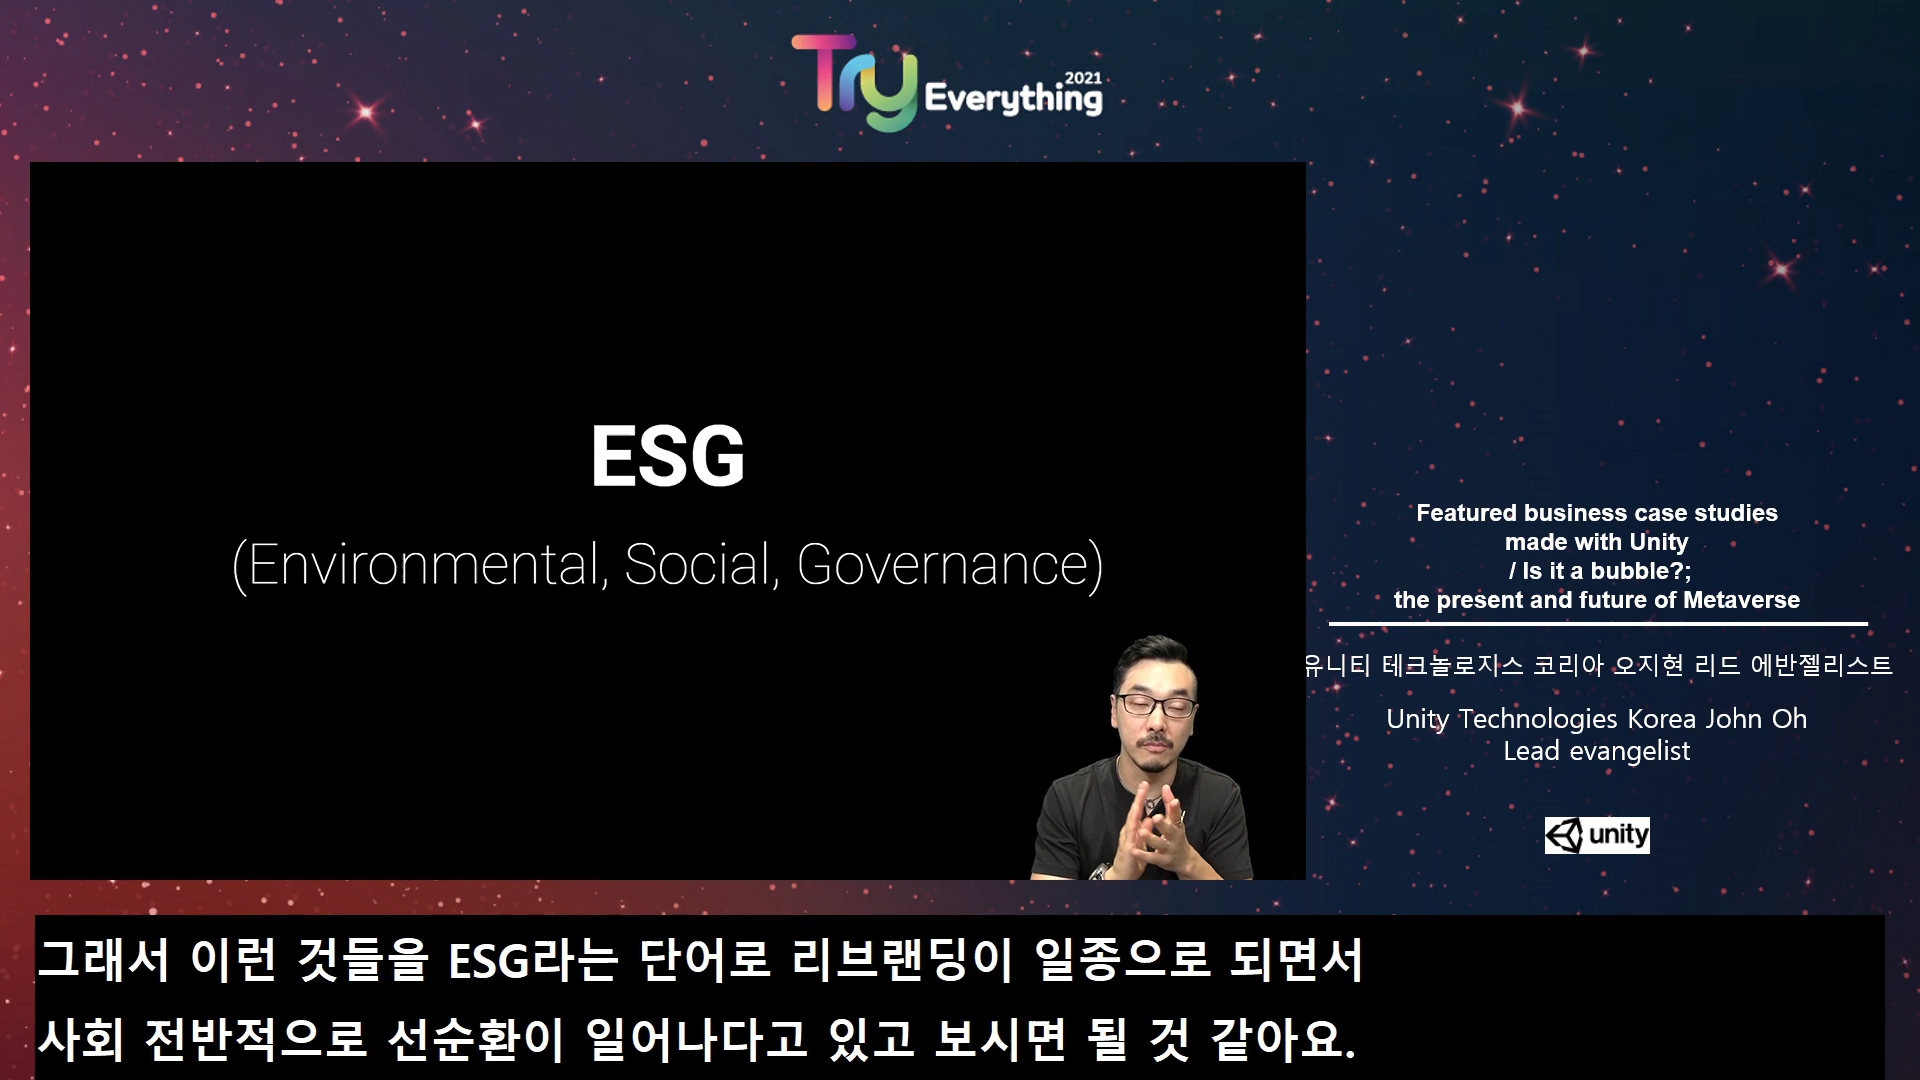 Try
2021
Everything
ESG
(Environmental, Social, Governance)
Featured business case studies
made with Unity
/ Is it a bubble?;
the present and future of Metaverse
유니티 테크놀로지스 코리아 오지현 리드 에반젤리스트
Unity Technologies Korea John Oh
Lead evangelist
unity
그래서 이런 것들을 ESG라는 단어로 리브랜딩이 일종으로 되면서
사회 전반적으로 선순환이 일어나다고 있고 보시면 될 것 같아요.